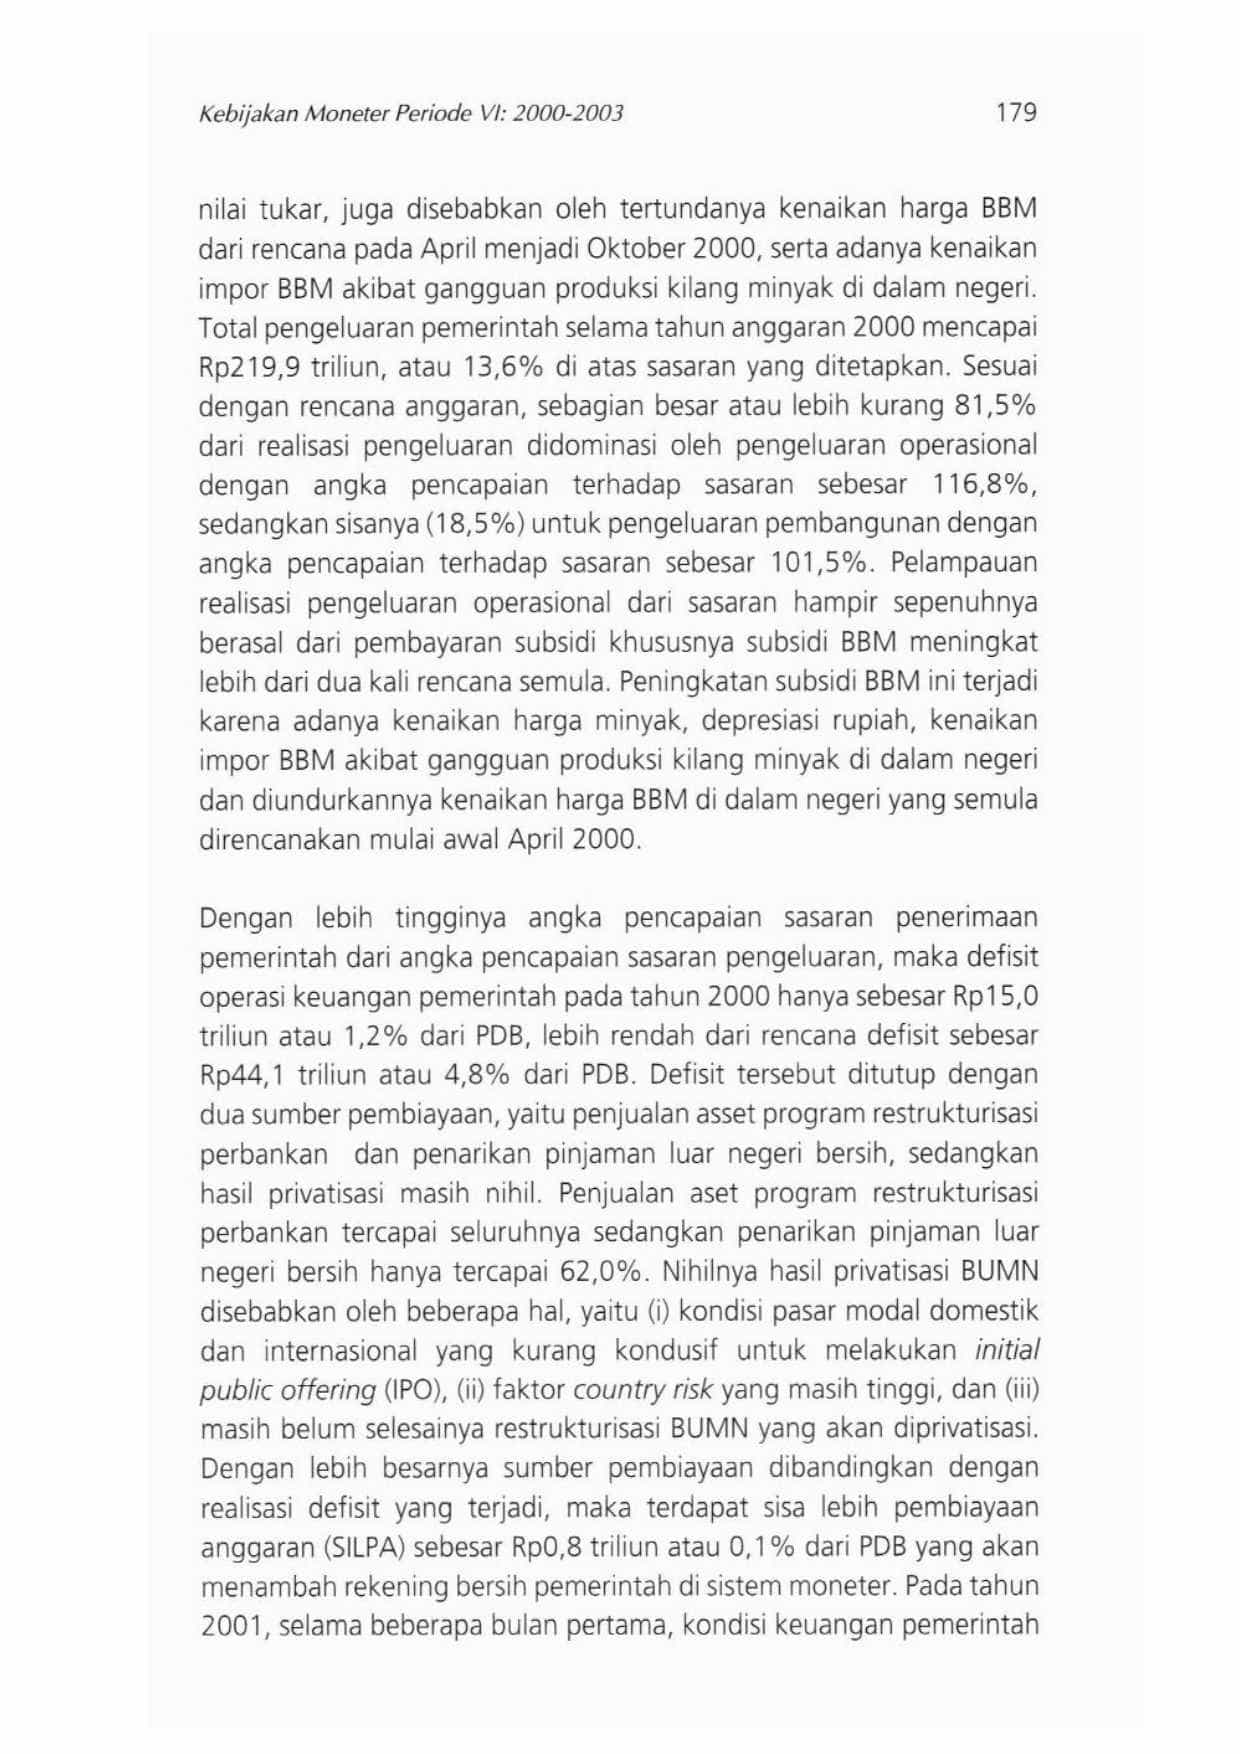 Kebijakan Moneter Periode VI: 2000-2003 179
nilai tukar, juga disebabkan oleh tertundanya kenaikan harga BBM
dari rencana pada April menjadi Oktober 2000, serta adanya kenaikan
impor BBM akibat gangguan produksi kilang minyak di dalam negeri.
Total pengeluaran pemerintah selama tahun anggaran 2000 mencapai
Rp219,9 triliun, atau 13,6% di atas sasaran yang ditetapkan. Sesuai
dengan rencana anggaran, sebagian besar atau lebih kurang 81,5%
dari realisasi pengeluaran didominasi oleh pengeluaran operasional
dengan angka pencapaian terhadap sasaran sebesar 116,8%,
sedangkan sisanya (18,5%) untuk pengeluaran pembangunan dengan
angka pencapaian terhadap sasaran sebesar 101,5%. Pelampauan
realisasi pengeluaran operasional dari sasaran hampir sepenuhnya
berasal dari pembayaran subsidi khususnya subsidi BBM meningkat
lebih dari dua kali rencana semula. Peningkatan subsidi BBM ini terjadi
karena adanya kenaikan harga minyak, depresiasi rupiah, kenaikan
impor BBM akibat gangguan produksi kilang minyak di dalam negeri
dan diundurkannya kenaikan harga BBM di dalam negeri yang semula
direncanakan mulai awal April 2000.
Dengan lebih tingginya angka pencapaian sasaran penerimaan
pemerintah dari angka pencapaian sasaran pengeluaran, maka defisit
operasi keuangan pemerintah pada tahun 2000 hanya sebesar Rp15,0
triliun atau 1,2% dari PDB, lebih rendah dari rencana defisit sebesar
Rp44,1 triliun atau 4,8% dari PDB. Defisit tersebut ditutup dengan
dua sumber pembiayaan, yaitu penjualan asset program restrukturisasi
perbankan dan penarikan pinjaman luar negeri bersih, sedangkan
hasil privatisasi masih nihil. Penjualan aset program restrukturisasi
perbankan tercapai seluruhnya sedangkan penarikan pinjaman luar
negeri bersih hanya tercapai 62,0%. Nihilnya hasil privatisasi BUMN
disebabkan oleh beberapa hal, yaitu (i) kondisi pasar modal domestik
dan internasional yang kurang kondusif untuk melakukan initial
public offering (IPO), (ii) faktor country risk yang masih tinggi, dan (iii)
masih belum selesainya restrukturisasi BUMN yang akan diprivatisasi.
Dengan lebih besarnya sumber pembiayaan dibandingkan dengan
realisasi defisit yang terjadi, maka terdapat sisa lebih pembiayaan
anggaran (SILPA) sebesar Rp0,8 triliun atau 0,1% dari PDB yang akan
menambah rekening bersih pemerintah di sistem moneter. Pada tahun
2001, selama beberapa bulan pertama, kondisi keuangan pemerintah